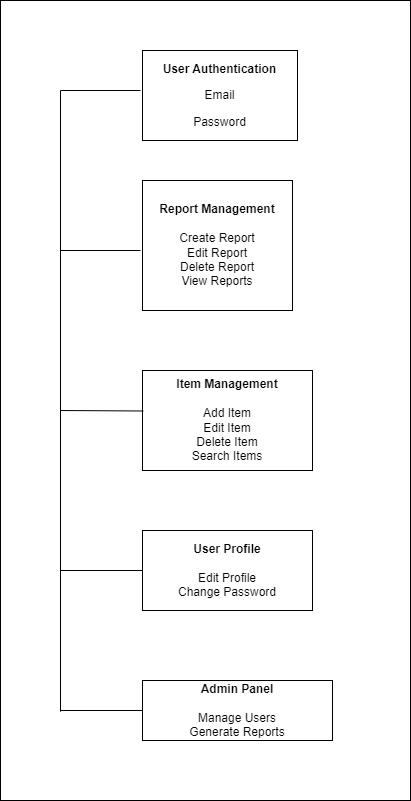 User Authentication
Email
Password
Report Management
Create Report
Edit Report
Delete Report
View Reports
Item Management
Add Item
Edit Item
Delete Item
Search Items
User Profile
Edit Profile
Change Password
Admin Panel
Manage Users
Generate Reports